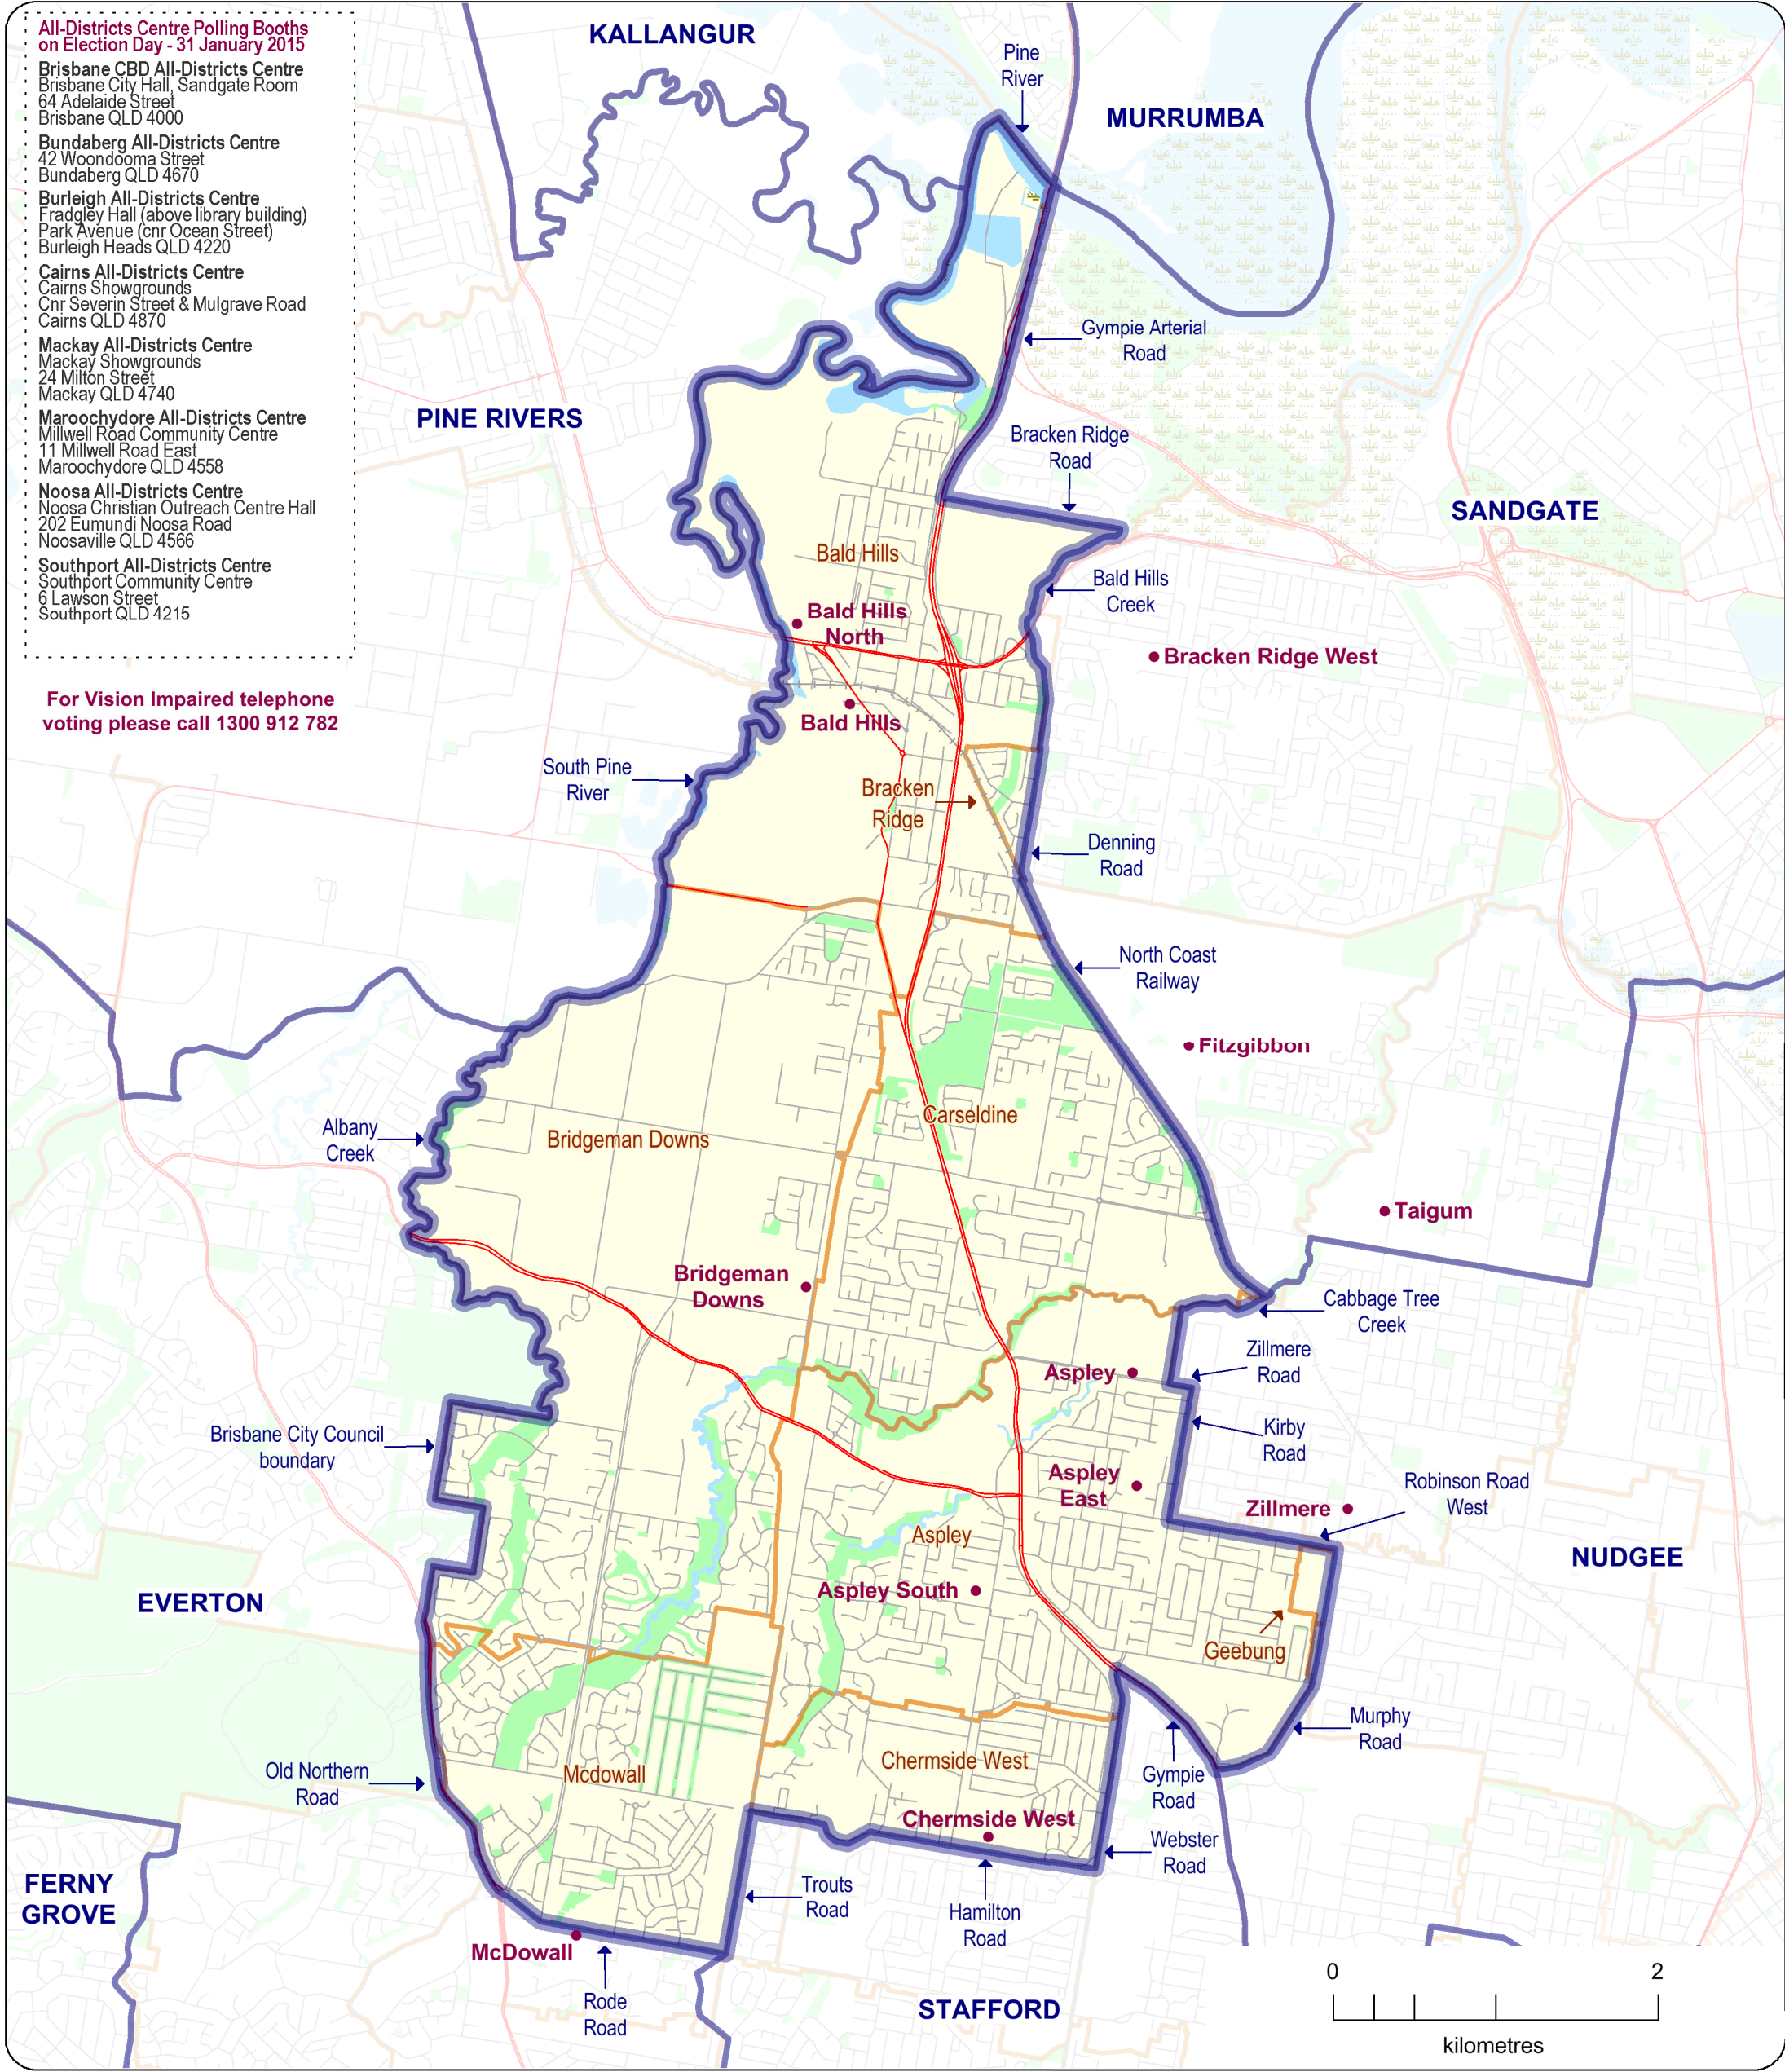 All-Districts Centre Polling Booths
on Election Day - 31 January 2015
Brisbane CBD All-Districts Centre
Brisbane City Hall, Sandgate Room
64 Adelaide Street
Brisbane QLD 4000
Bundaberg All-Districts Centre
42 Woondooma Street
Bundaberg QLD 4670
Burleigh All-Districts Centre
Fradgley Hall (above library building)
Park Avenue (cnr Ocean Street)
Burleigh Heads QLD 4220
Cairns All-Districts Centre
Cairns Showgrounds
Cnr Severin Street & Mulgrave Road
Cairns QLD 4870
Mackay All-Districts Centre
Mackay Showgrounds
24 Milton Street
Mackay QLD 4740
Maroochydore All-Districts Centre
Millwell Road Community Centre
11 Millwell Road East
Maroochydore QLD 4558
Noosa All-Districts Centre
Noosa Christian Outreach Centre Hall
202 Eumundi Noosa Road
Noosaville QLD 4566
Southport All-Districts Centre
Southport Community Centre
6 Lawson Street
Southport QLD 4215
For Vision Impaired telephone
voting please call 1300 912 782
KALLANGUR
Pine
River
MURRUMBA
Gympie Arterial
Road
PINE RIVERS
Bracken Ridge
Road
SANDGATE
Bald Hills
Bald Hills
Creek
Bald Hills
North
Bracken Ridge West
Bald Hills
South Pine
River
Bracken
Ridge
Denning
Road
North Coast
Railway
Fitzgibbon
Carseldine
Albany
Creek
Bridgeman Downs
Taigum
Bridgeman
Downs
Cabbage Tree
Creek
Zillmere
Road
Aspley
Kirby
Road
Brisbane City Council
boundary
Aspley
East
Robinson Road
West
Zillmere
Aspley
NUDGEE
EVERTON
Aspley South
Geebung
Murphy
Road
Old Northern
Road
Mcdowall
Chermside West
Gympie
Road
Chermside West
Webster
Road
FERNY
GROVE
Trouts
Road
Hamilton
Road
McDowall
Rode
Road
STAFFORD
0 2
kilometres